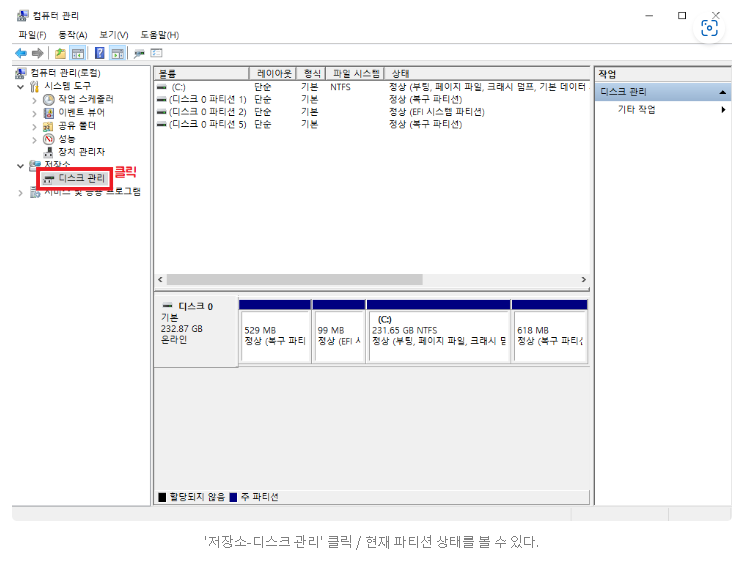 컴퓨터 관리
파일(F) 동작(A) 보기(V) 도움말(H)
컴퓨터 관리(로컬)
시스템 도구
작업 스케줄러
이벤트 뷰어
공유 폴더
성능
장치 관리자
저장소
디스크 관리
클릭
서비스 및 응용 프로그램
볼륨 레이아웃 형식 파일 시스템 상태
(C:) 단순 기본 NTFS 정상 (부팅, 페이지 파일, 크래시 덤프, 기본 데이터
(디스크 0 파티션 1) 단순 기본 정상 (복구 파티션)
(디스크 0 파티션 2) 단순 기본 정상 (EFI 시스템 파티션)
(디스크 0 파티션 5) 단순 기본 정상 (복구 파티션)
작업
디스크 관리
기타 작업
디스크 0
기본
232.87 GB
온라인
529 MB
정상 (복구 파티
99 MB
정상 (EFI 시
(C:)
231.65 GB NTFS
정상 (부팅, 페이지 파일, 크래시 덤
618 MB
정상 (복구 파티션
할당되지 않음 주 파티션
'저장소-디스크 관리' 클릭 / 현재 파티션 상태를 볼 수 있다.